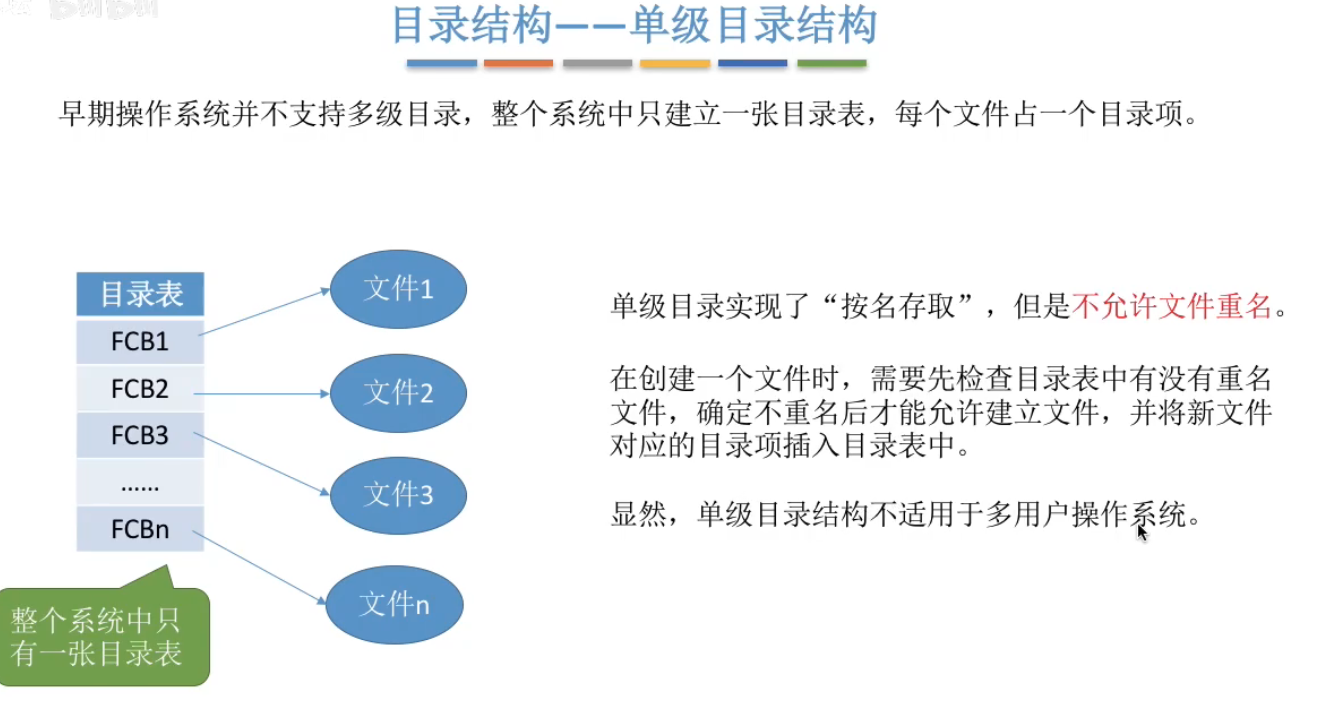 目录结构——单级目录结构
早期操作系统并不支持多级目录，整个系统中只建立一张目录表，每个文件占一个目录项。
目录表
FCB1
FCB2
FCB3
......
FCBn
文件1
文件2
文件3
文件n
整个系统中只
有一张目录表
单级目录实现了“按名存取”，但是不允许文件重名。
在创建一个文件时，需要先检查目录表中有没有重名
文件，确定不重名后才能允许建立文件，并将新文件
对应的目录项插入目录表中。
显然，单级目录结构不适用于多用户操作系统。